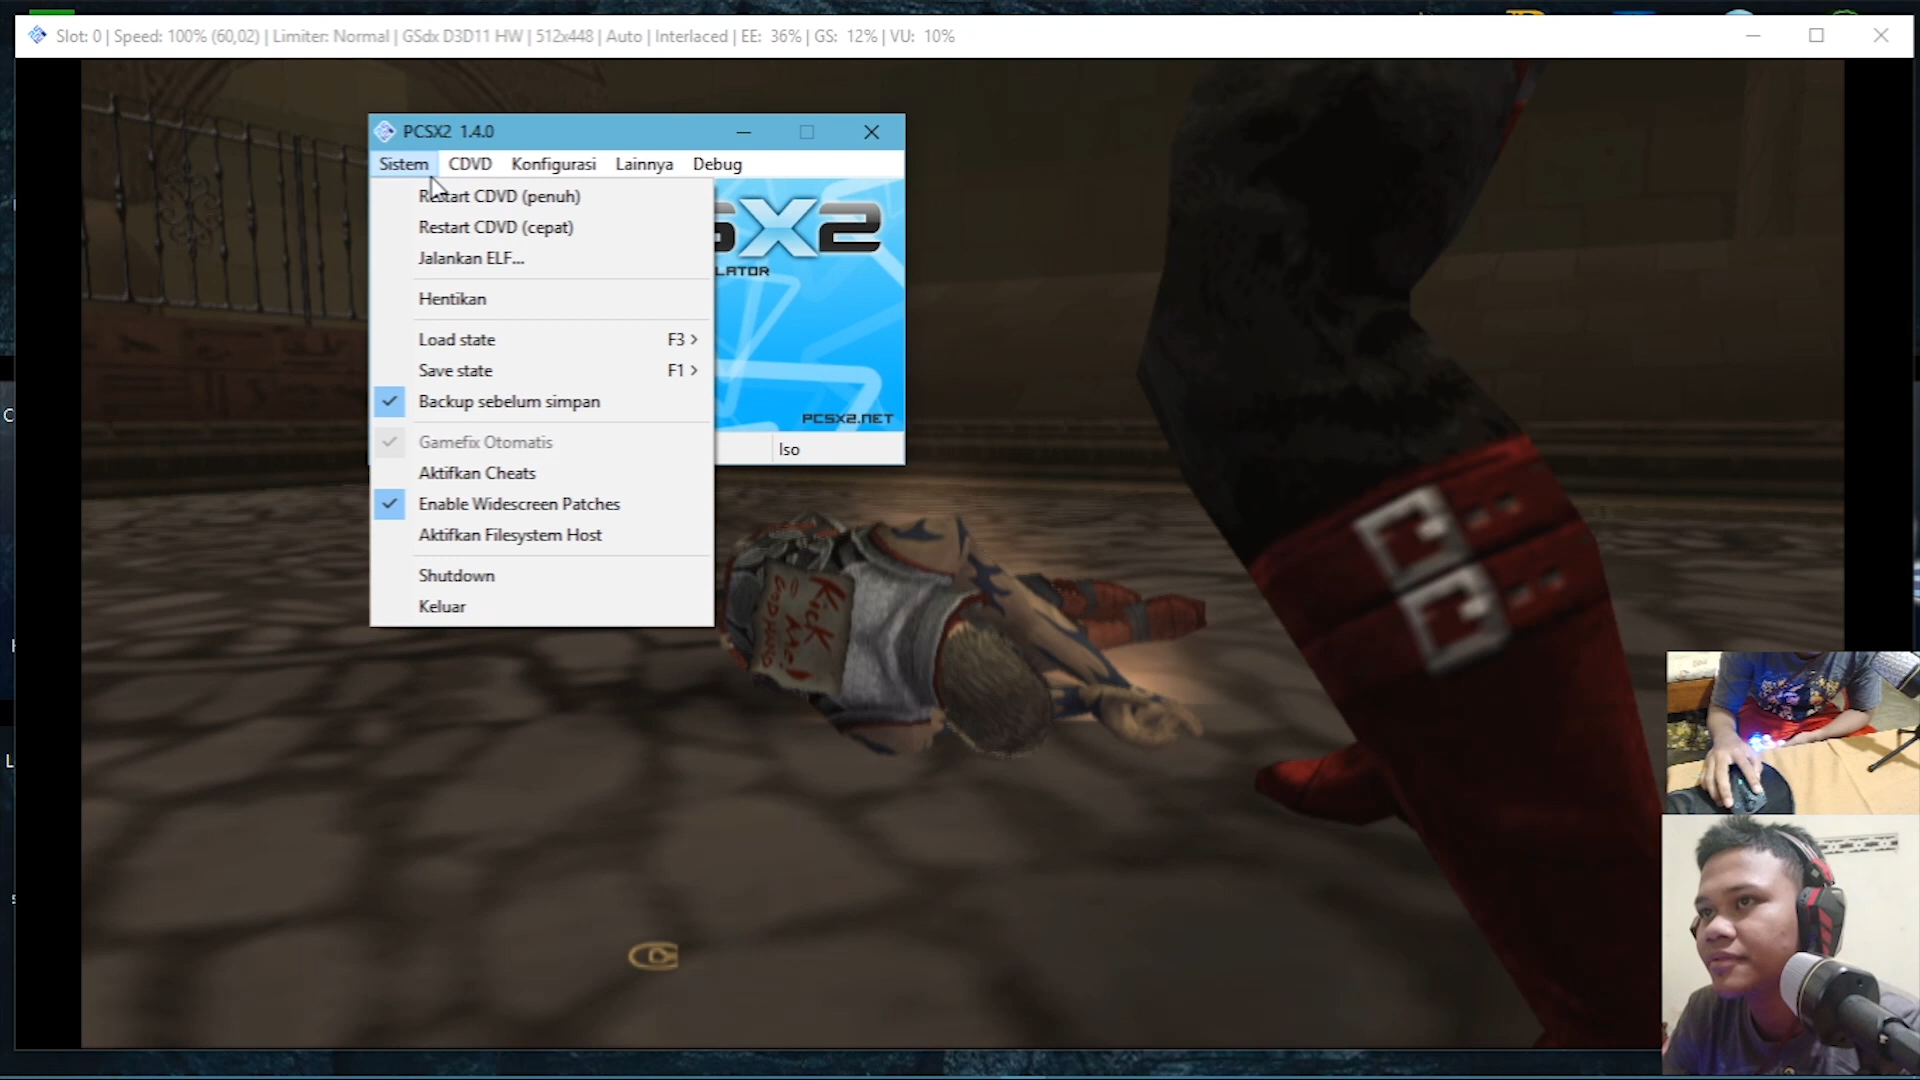 Slot: 0 | Speed: 100% (60,02) | Limiter: Normal | GSdx D3D11 HW | 512x448 | Auto | Interlaced | EE: 36% | GS: 12% | VU: 10%
PCSX2 1.4.0
Sistem CDVD Konfigurasi Lainnya Debug
Restart CDVD (penuh)
Restart CDVD (cepat)
Jalankan ELF...
Hentikan
Load state F3 >
Save state F1 >
Backup sebelum simpan
Gamefix Otomatis
Aktifkan Cheats
Enable Widescreen Patches
Aktifkan Filesystem Host
Shutdown
Keluar
SX2
LATOR
PCSX2.NET
Iso
Kick
Me!